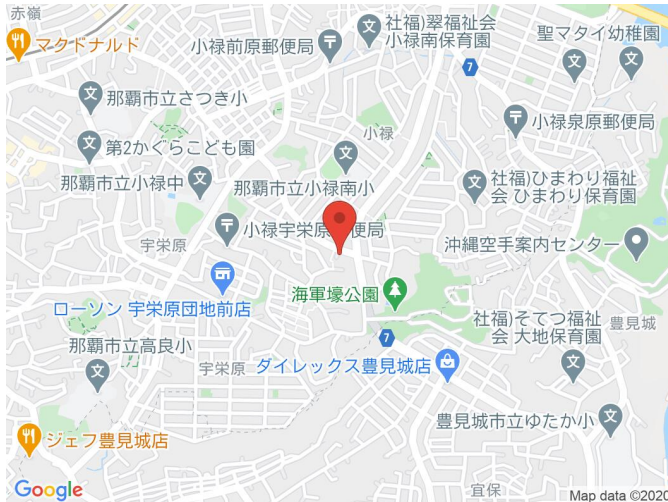 赤嶺
マクドナルド
小禄前原郵便局
社福)翠福祉会
小禄南保育園
聖マタイ幼稚園
7
那覇市立さつき小
小禄
小禄泉原郵便局
第2かぐらこども園
那覇市立小禄中
那覇市立小禄南小
社福)ひまわり福祉
会 ひまわり保育園
宇栄原
小禄宇栄原 便局
沖縄空手案内センター
ローソン 宇栄原団地前店
海軍壕公園
豊見城
社福)そてつ福祉
会 大地保育園
7
那覇市立高良小
宇栄原
ダイレックス豊見城店
豊見城市立ゆたか小
ジェフ豊見城店
宜保
Google
Map data ©2020